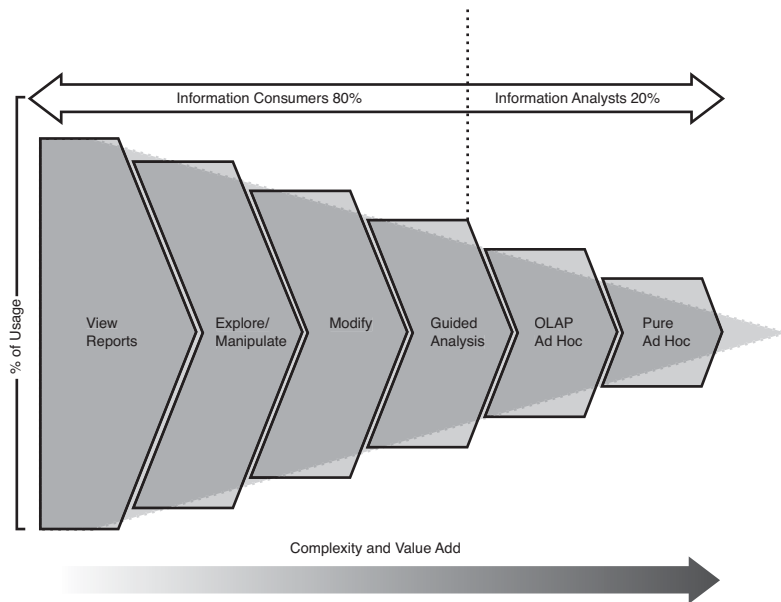 Information Consumers 80%
Information Analysts 20%
% of Usage
View
Reports
Explore/
Manipulate
Modify
Guided
Analysis
OLAP
Ad Hoc
Pure
Ad Hoc
Complexity and Value Add